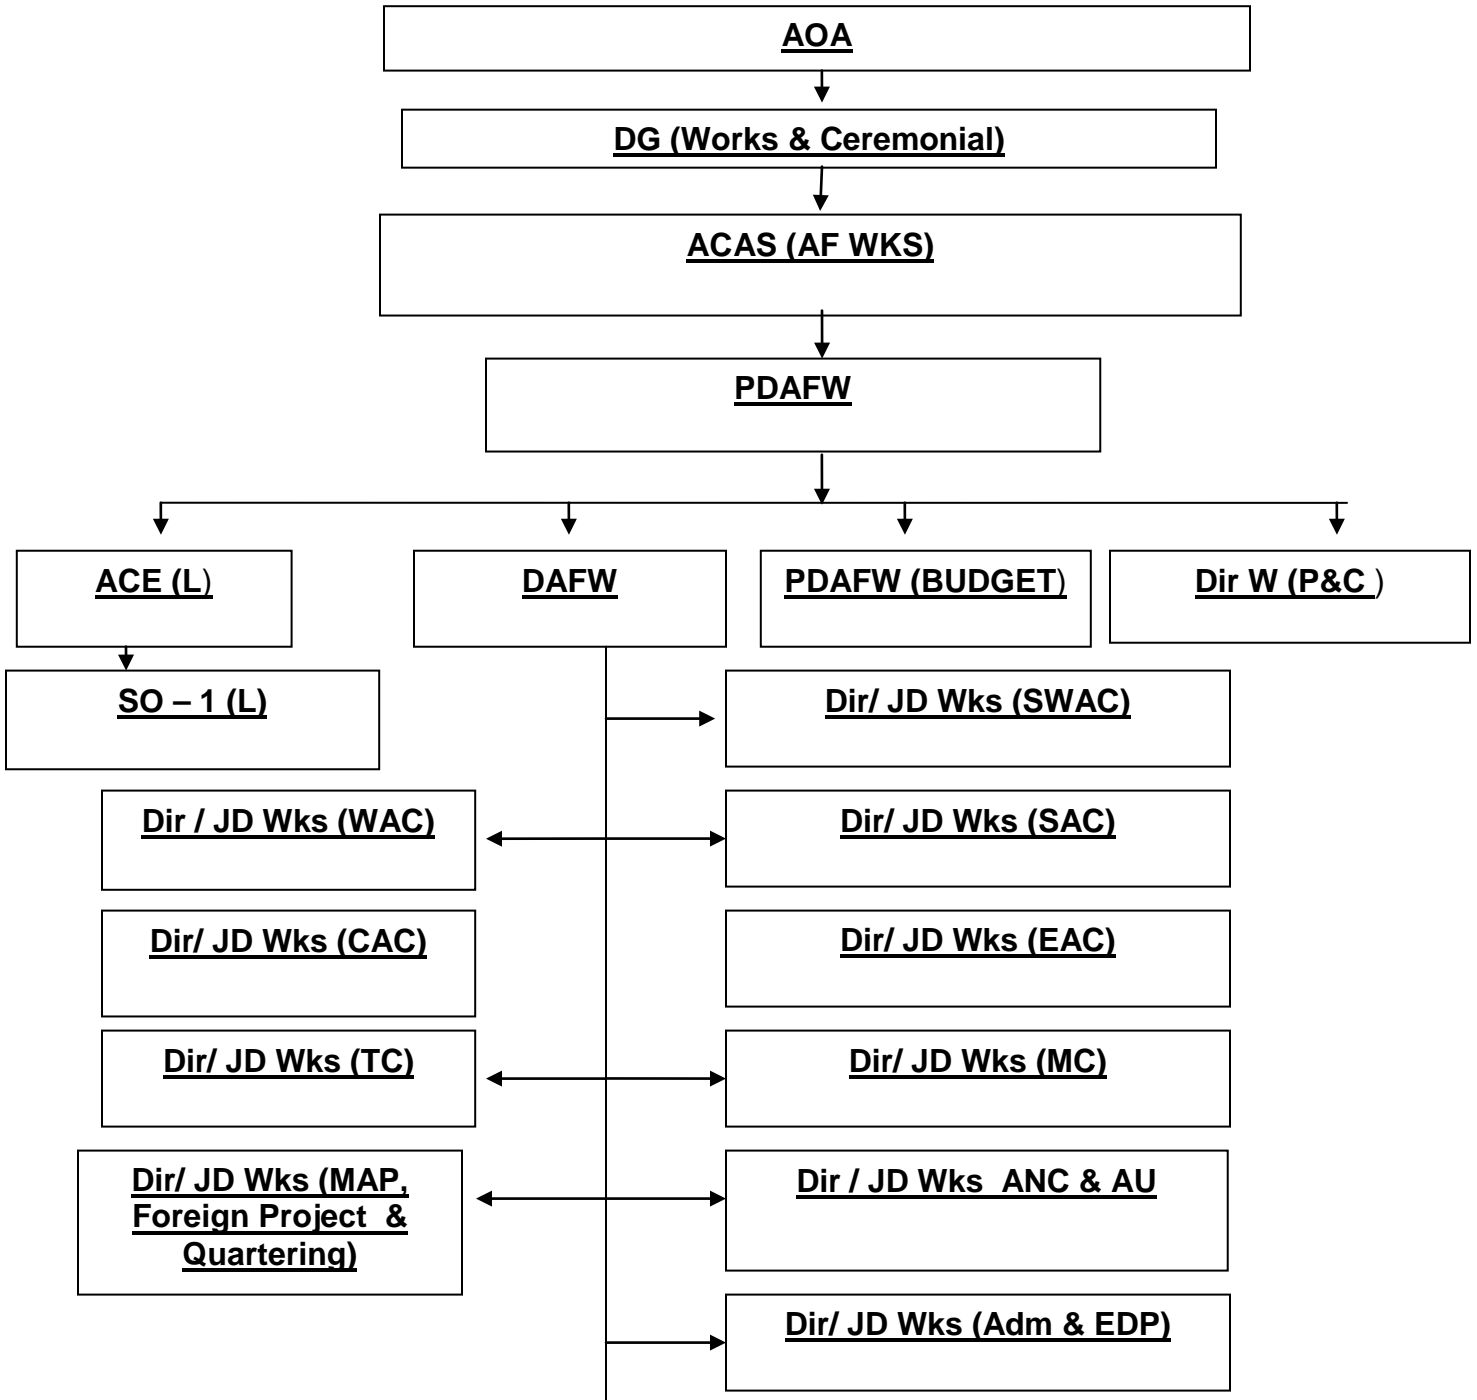 AOA
DG (Works & Ceremonial)
ACAS (AF WKS)
PDAFW
ACE (L)
DAFW
PDAFW (BUDGET)
Dir W (P&C )
SO – 1 (L)
Dir/ JD Wks (SWAC)
Dir / JD Wks (WAC)
Dir/ JD Wks (SAC)
Dir/ JD Wks (CAC)
Dir/ JD Wks (EAC)
Dir/ JD Wks (TC)
Dir/ JD Wks (MC)
Dir/ JD Wks (MAP,
Foreign Project &
Quartering)
Dir / JD Wks ANC & AU
Dir/ JD Wks (Adm & EDP)